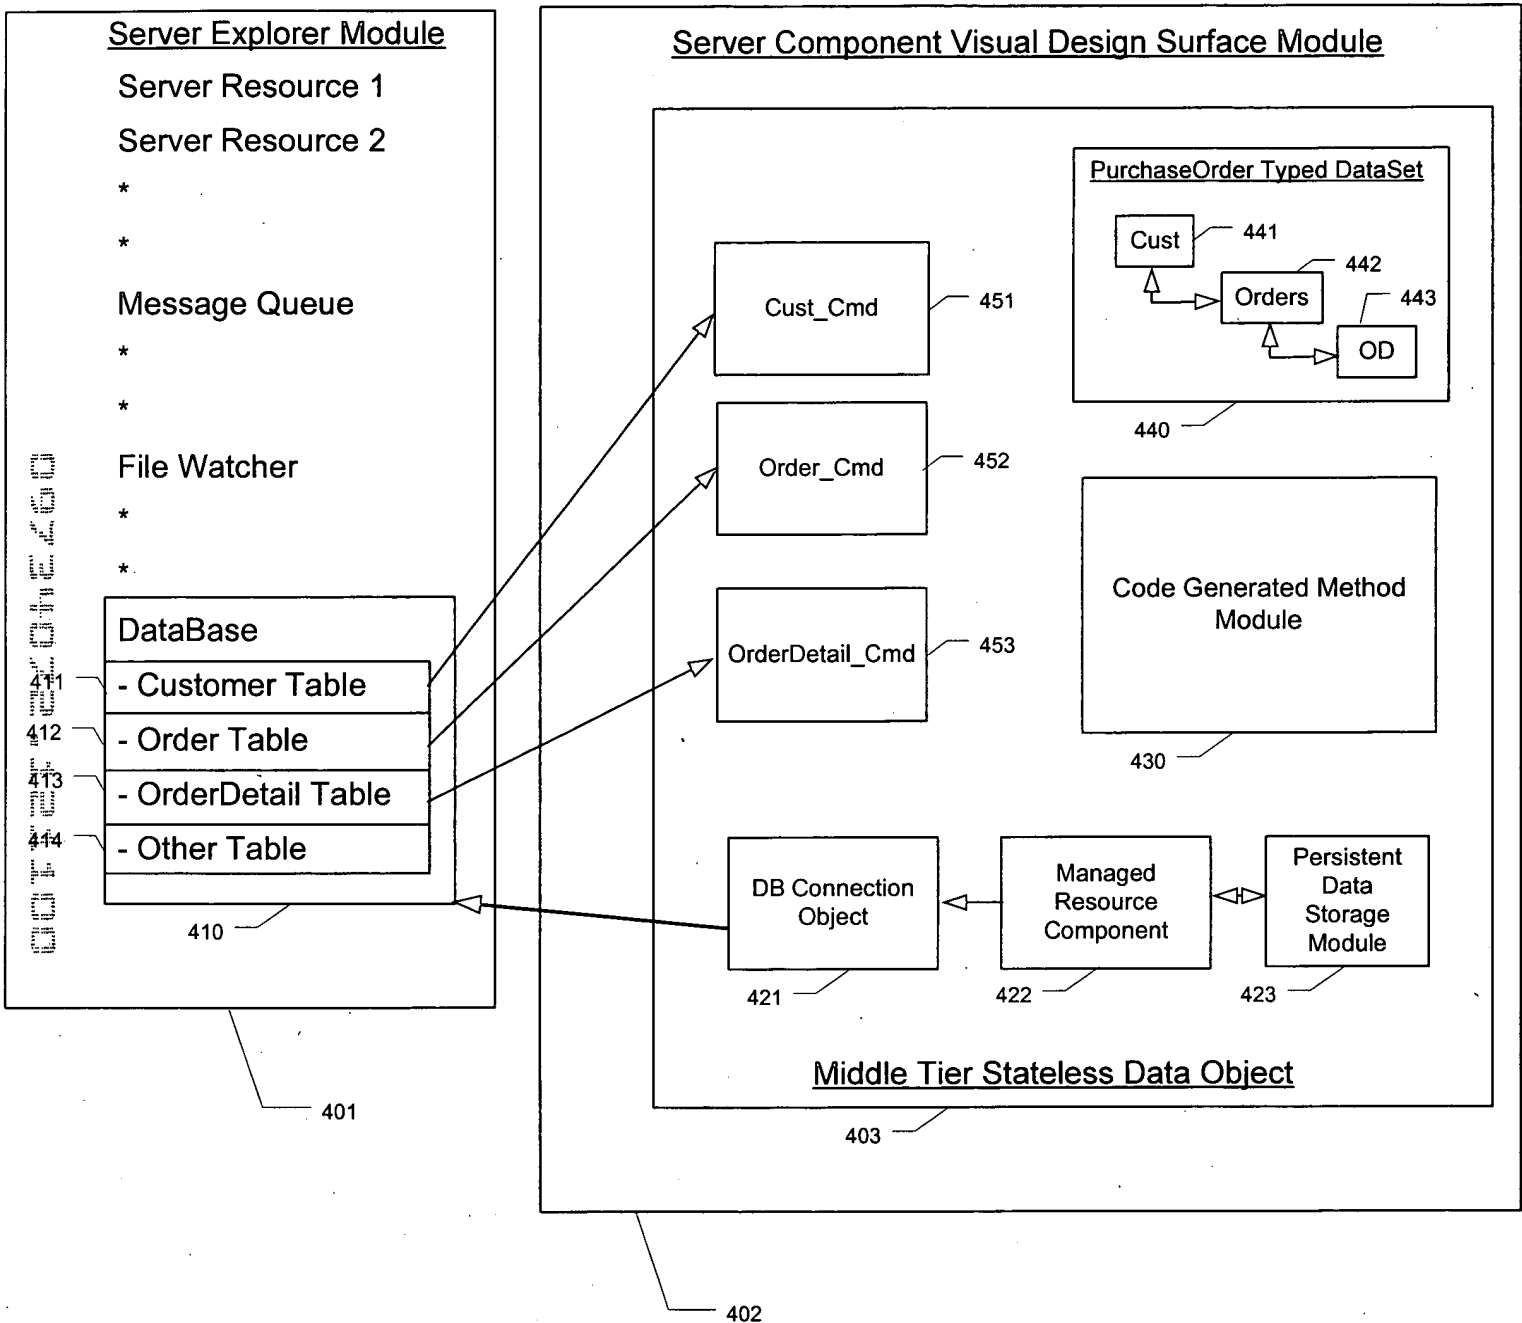 Server Explorer Module
Server Resource 1
Server Resource 2
*
*
Message Queue
*
*
File Watcher
*
*
DataBase
411
- Customer Table
412
- Order Table
413
- OrderDetail Table
414
- Other Table
410
401
Server Component Visual Design Surface Module
PurchaseOrder Typed DataSet
Cust
441
Orders
442
OD
443
440
Cust_Cmd
451
Order_Cmd
452
OrderDetail_Cmd
453
Code Generated Method
Module
430
DB Connection
Object
421
Managed
Resource
Component
422
Persistent
Data
Storage
Module
423
Middle Tier Stateless Data Object
403
402